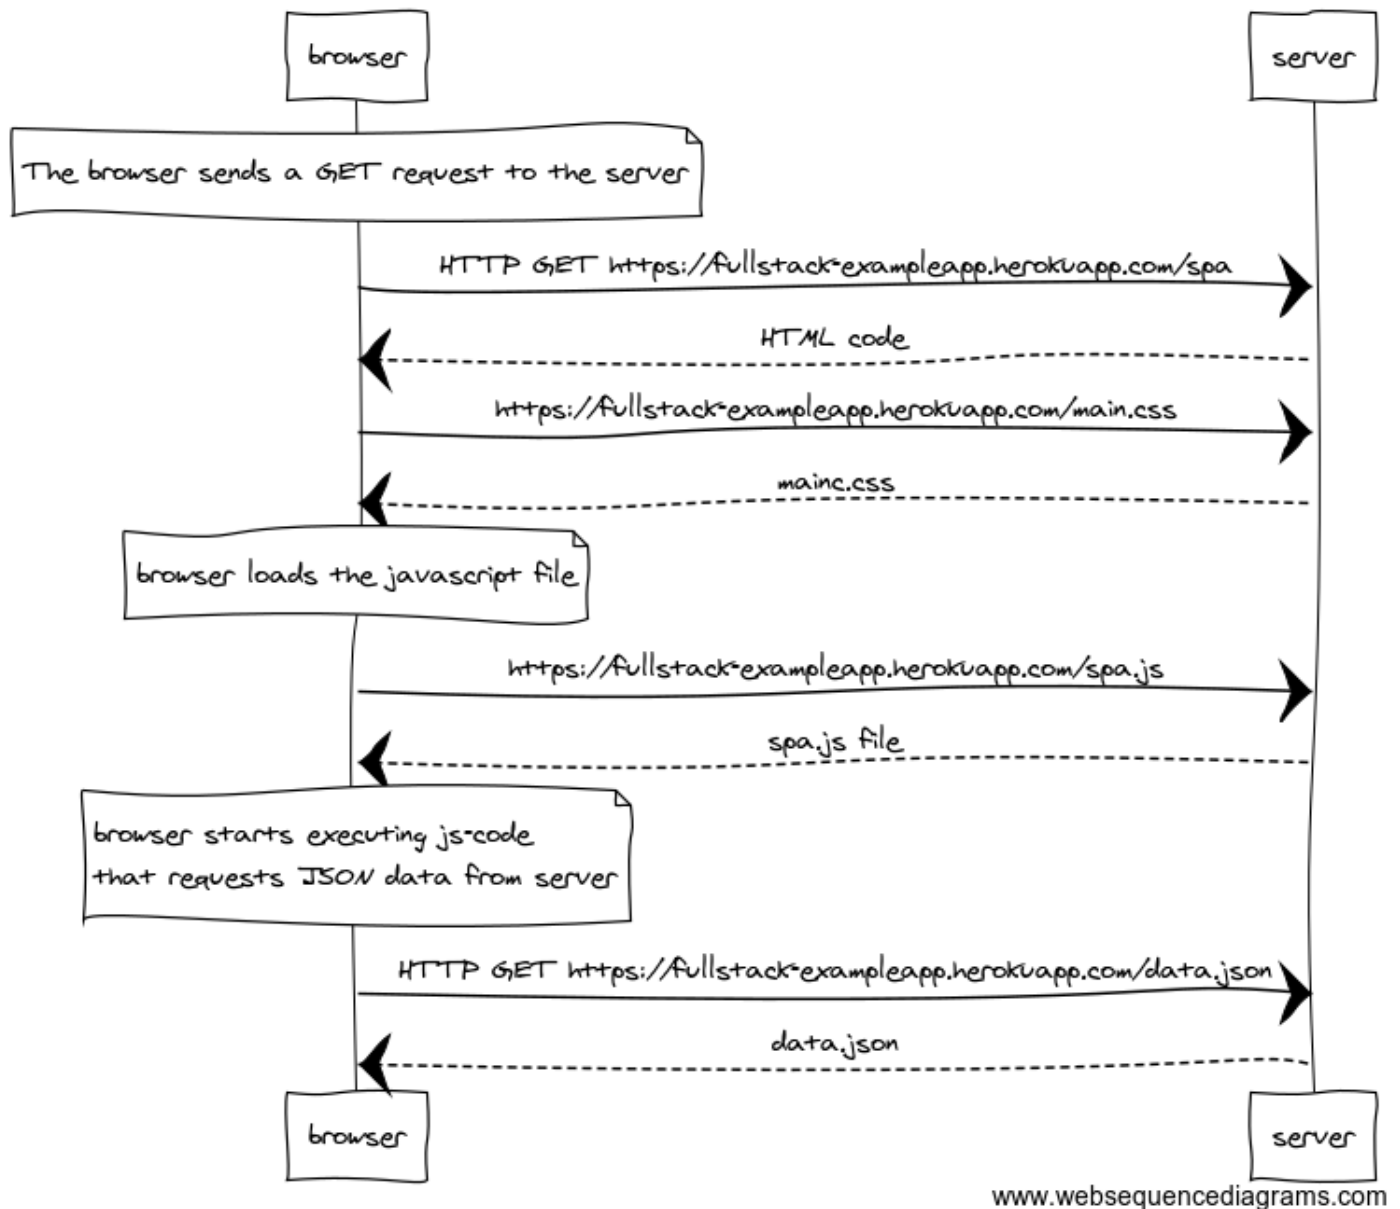 browser
server
The browser sends a GET request to the server
HTTP GET https://fullstack-exampleapp.herokuapp.com/spa
HTML code
https://fullstack-exampleapp.herokuapp.com/main.css
mainc.css
browser loads the javascript file
https://fullstack-exampleapp.herokuapp.com/spa.js
spa.js file
browser starts executing js-code
that requests JSON data from server
HTTP GET https://fullstack-exampleapp.herokuapp.com/data.json
data.json
browser
server
www.websequencediagrams.com